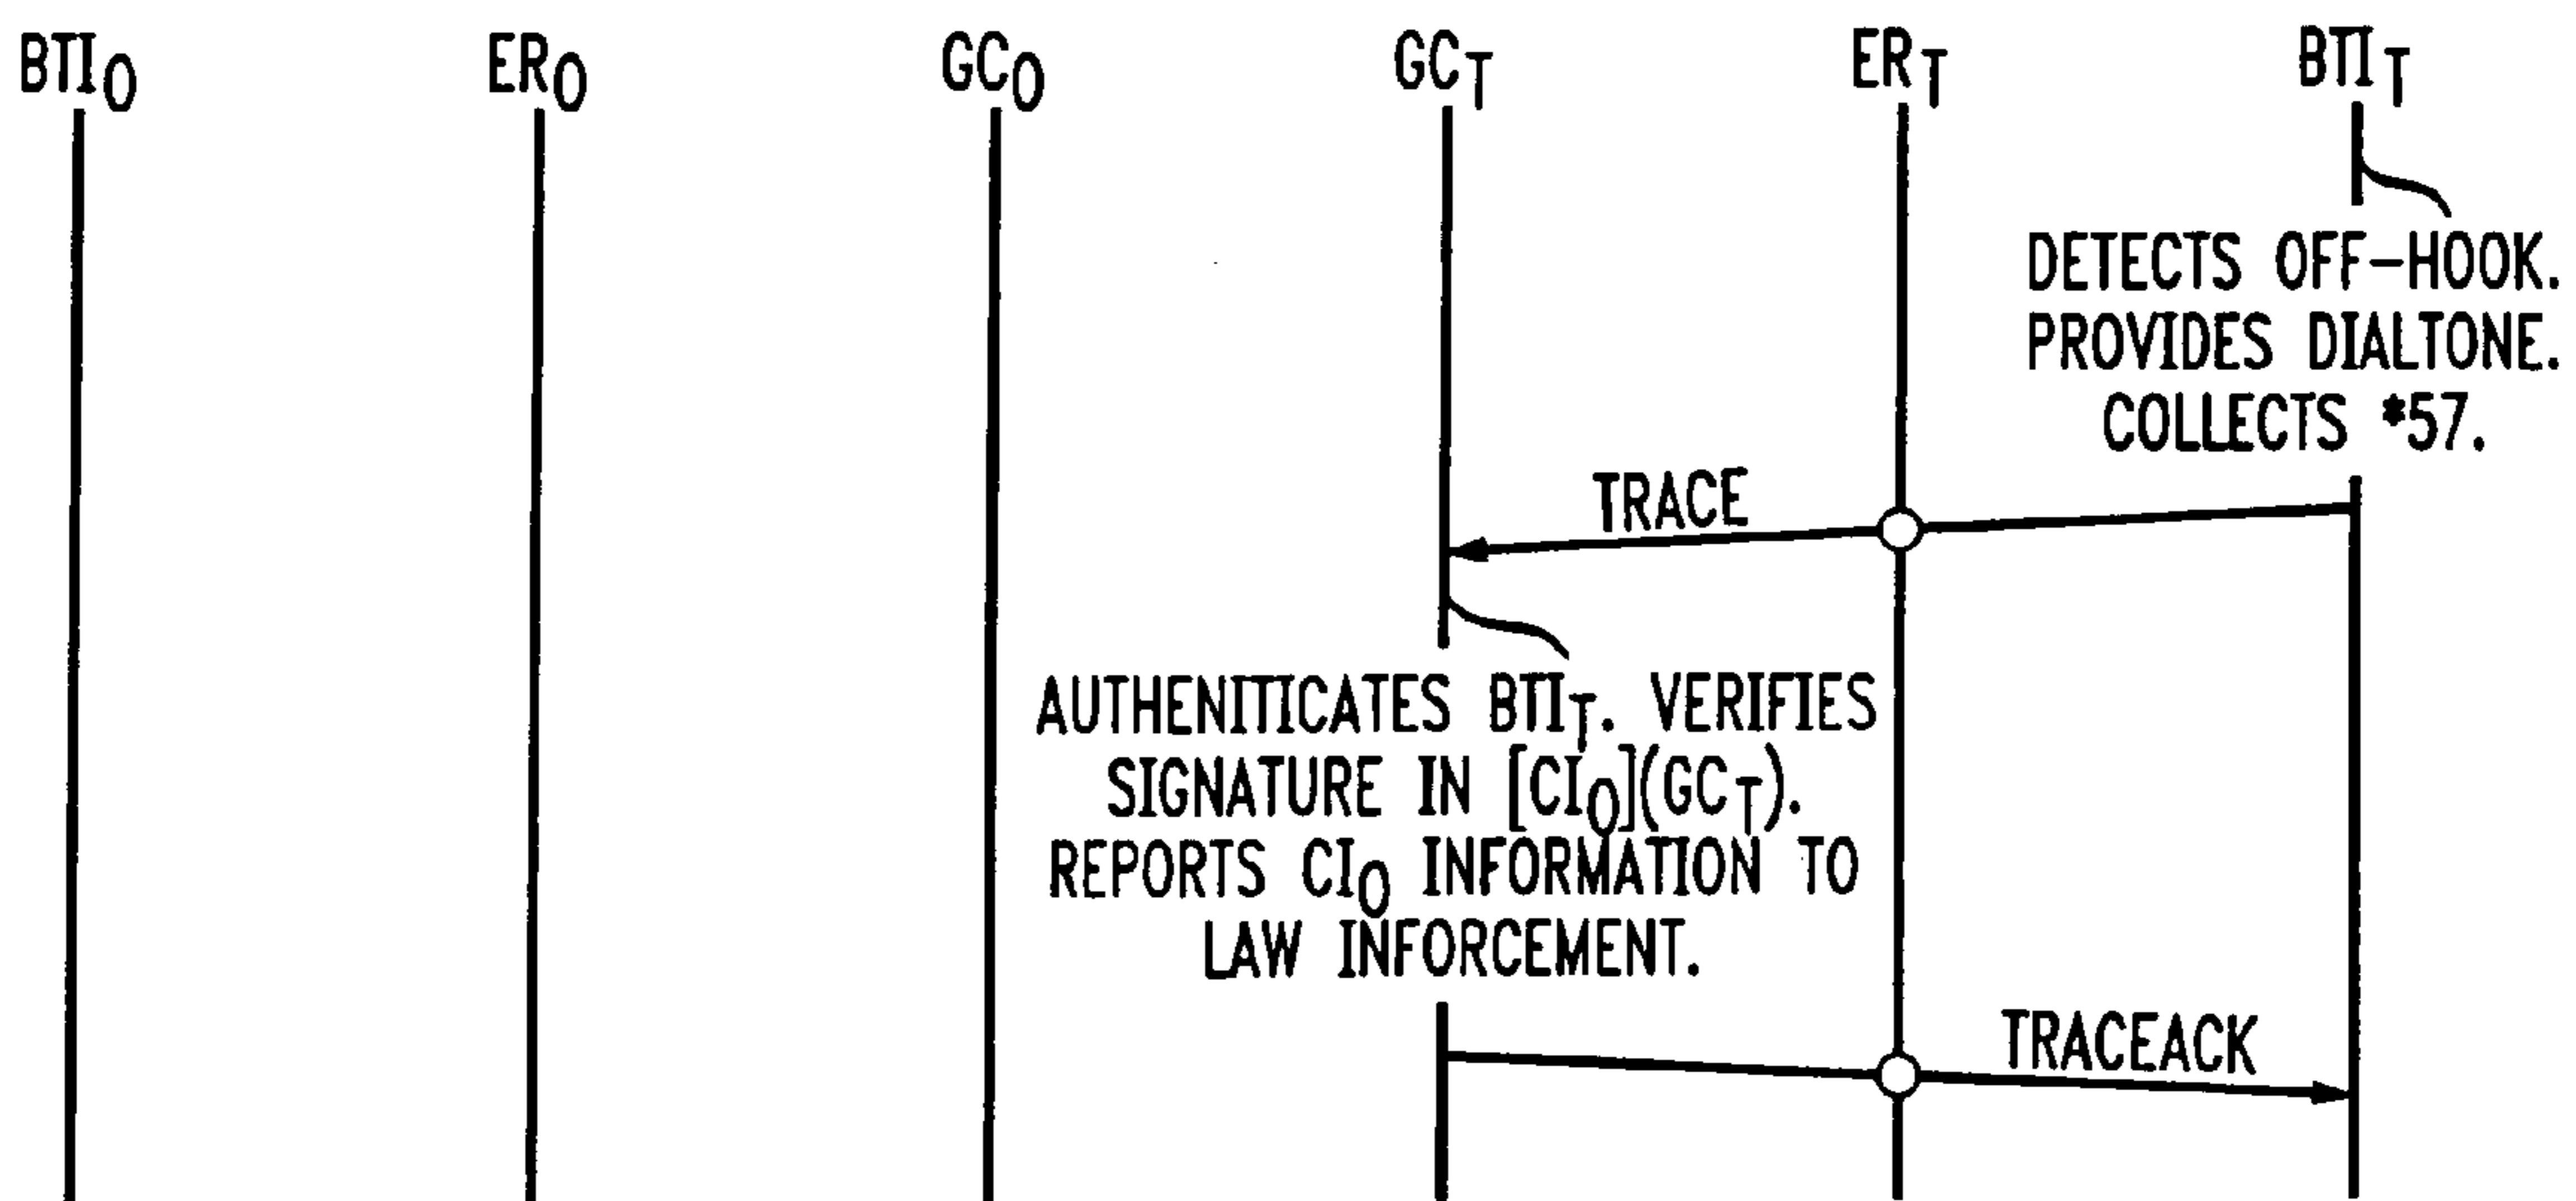 BTI_O ER_O GC_O GC_T ER_T BTI_T
DETECTS OFF-HOOK.
PROVIDES DIALTONE.
COLLECTS *57.
TRACE
AUTHENITICATES BTI_T. VERIFIES
SIGNATURE IN [CI_O](GC_T).
REPORTS CI_O INFORMATION TO
LAW INFORCEMENT.
TRACEACK